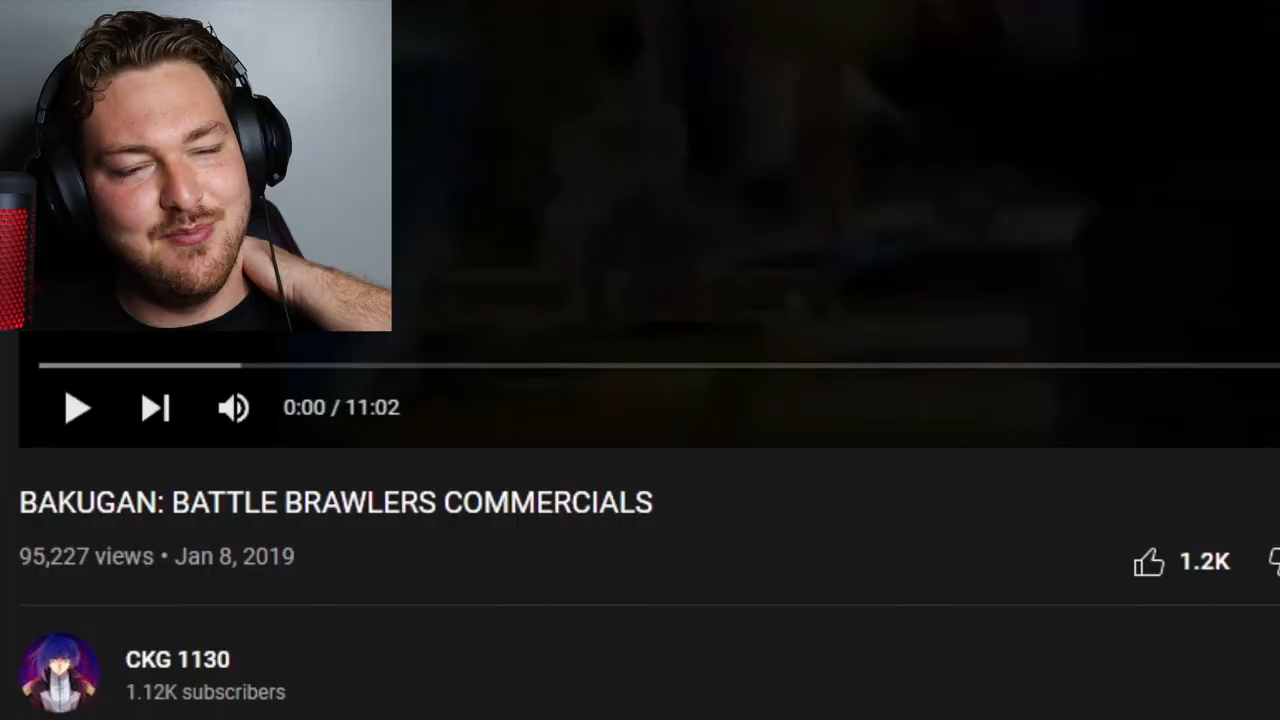 0:00 / 11:02
BAKUGAN: BATTLE BRAWLERS COMMERCIALS
95,227 views • Jan 8, 2019
1.2K
CKG 1130
1.12K subscribers